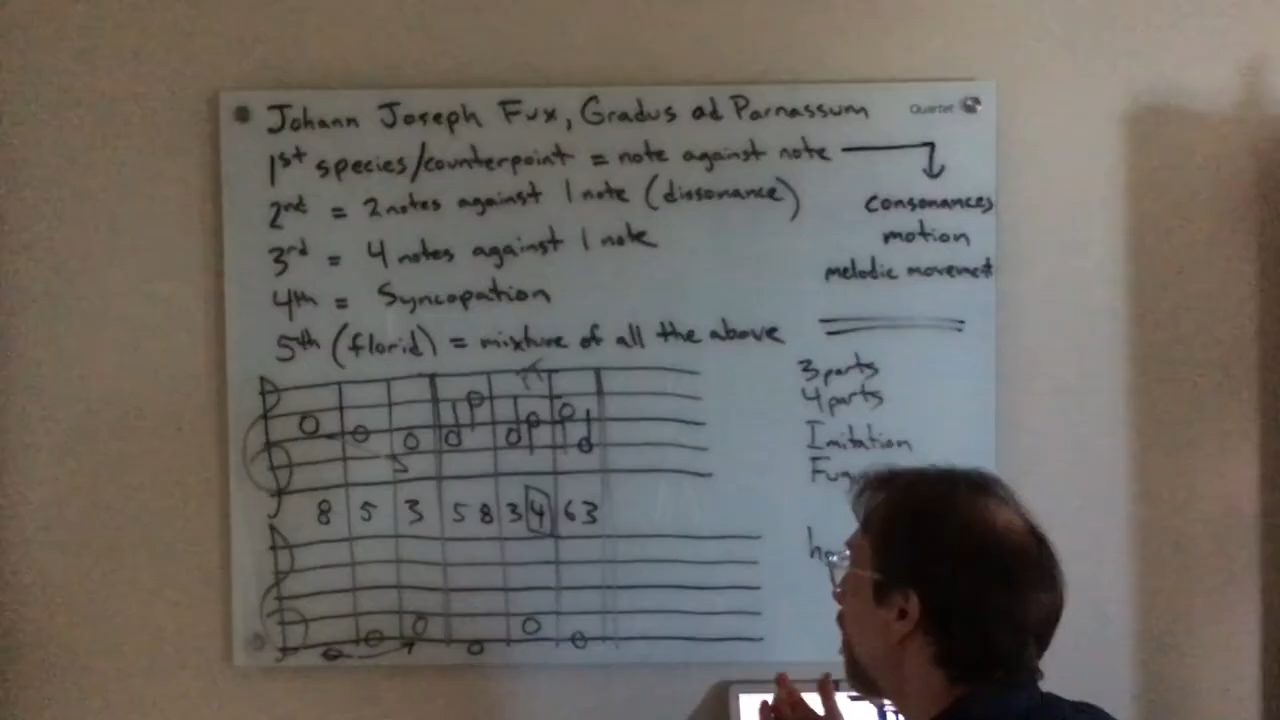 Johann Joseph Fux, Gradus ad Parnassum
Quartet
1st species/counterpoint = note against note
2nd = 2 notes against 1 note (dissonance)
3rd = 4 notes against 1 note
4th = Syncopation
5th (florid) = mixture of all the above
consonances
motion
melodic movement
3 parts
4 parts
Imitation
8 5 3 5 8 3 4 6 3